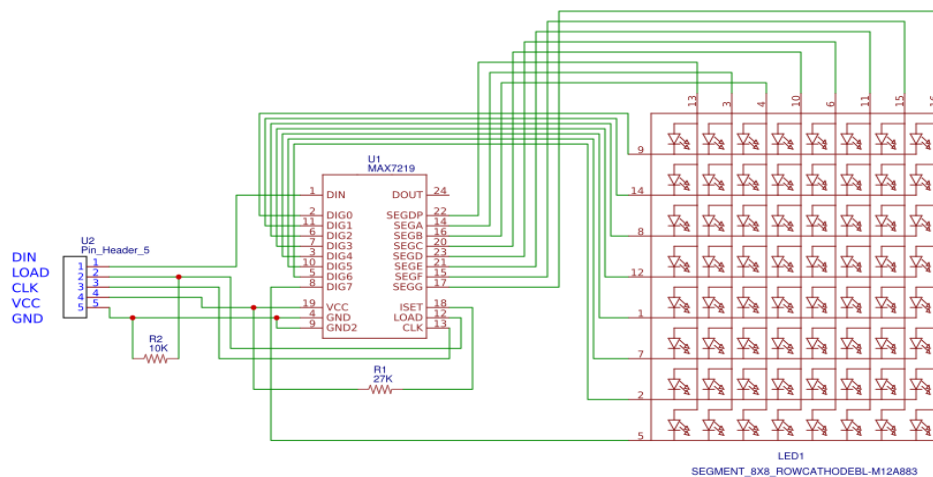 13 3 4 10 6 11 15
U1
MAX7219
1 DIN DOUT 24
2 DIG0 SEGDP 22
11 DIG1 SEGA 14
6 DIG2 SEGB 16
7 DIG3 SEGC 20
3 DIG4 SEGD 23
10 DIG5 SEGE 21
5 DIG6 SEGF 15
8 DIG7 SEGG 17
19 VCC ISET 18
4 GND LOAD 12
9 GND2 CLK 13
U2
Pin_Header_5
DIN
LOAD
CLK
VCC
GND
1 1
2 2
3 3
4 4
5 5
R2
10K
R1
27K
9
14
8
12
1
7
2
5
LED1
SEGMENT_8X8_ROWCATHODEBL-M12A883